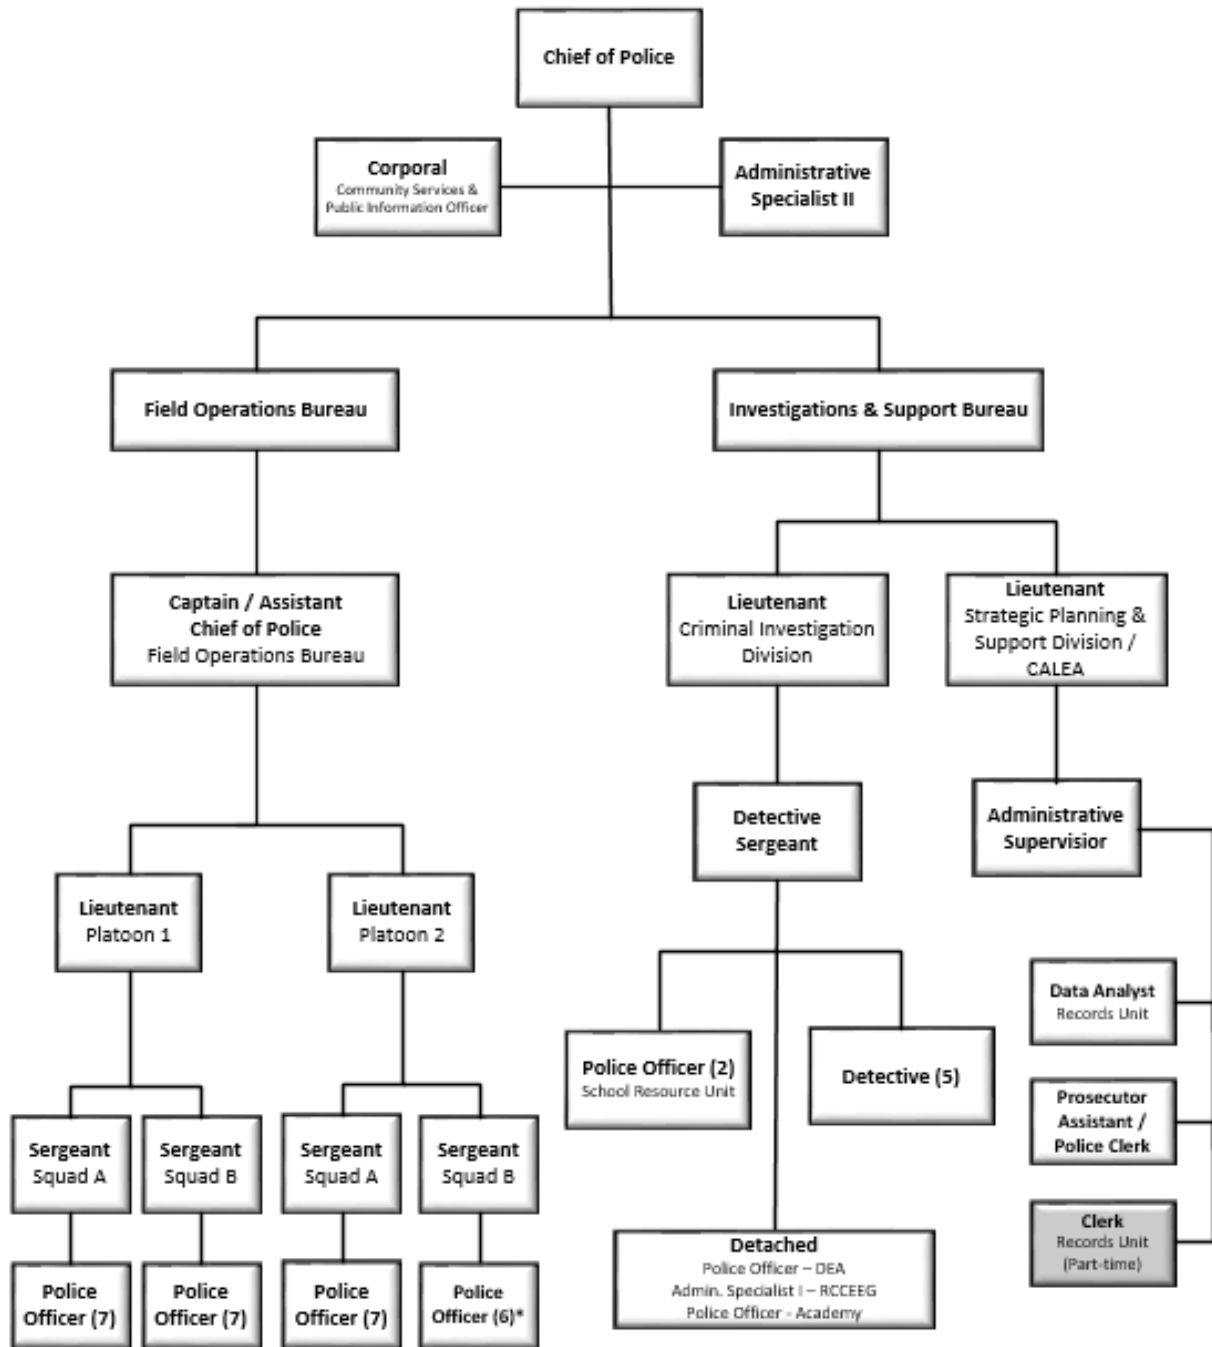 Chief of Police
Corporal
Community Services &
Public Information Officer
Administrative
Specialist II
Field Operations Bureau
Investigations & Support Bureau
Captain / Assistant
Chief of Police
Field Operations Bureau
Lieutenant
Criminal Investigation
Division
Lieutenant
Strategic Planning &
Support Division /
CALEA
Detective
Sergeant
Administrative
Supervisior
Lieutenant
Platoon 1
Lieutenant
Platoon 2
Data Analyst
Records Unit
Police Officer (2)
School Resource Unit
Detective (5)
Prosecutor
Assistant /
Police Clerk
Sergeant
Squad A
Sergeant
Squad B
Sergeant
Squad A
Sergeant
Squad B
Clerk
Records Unit
(Part-time)
Detached
Police Officer – DEA
Admin. Specialist I – RCCEEG
Police Officer - Academy
Police
Officer (7)
Police
Officer (7)
Police
Officer (7)
Police
Officer (6)*